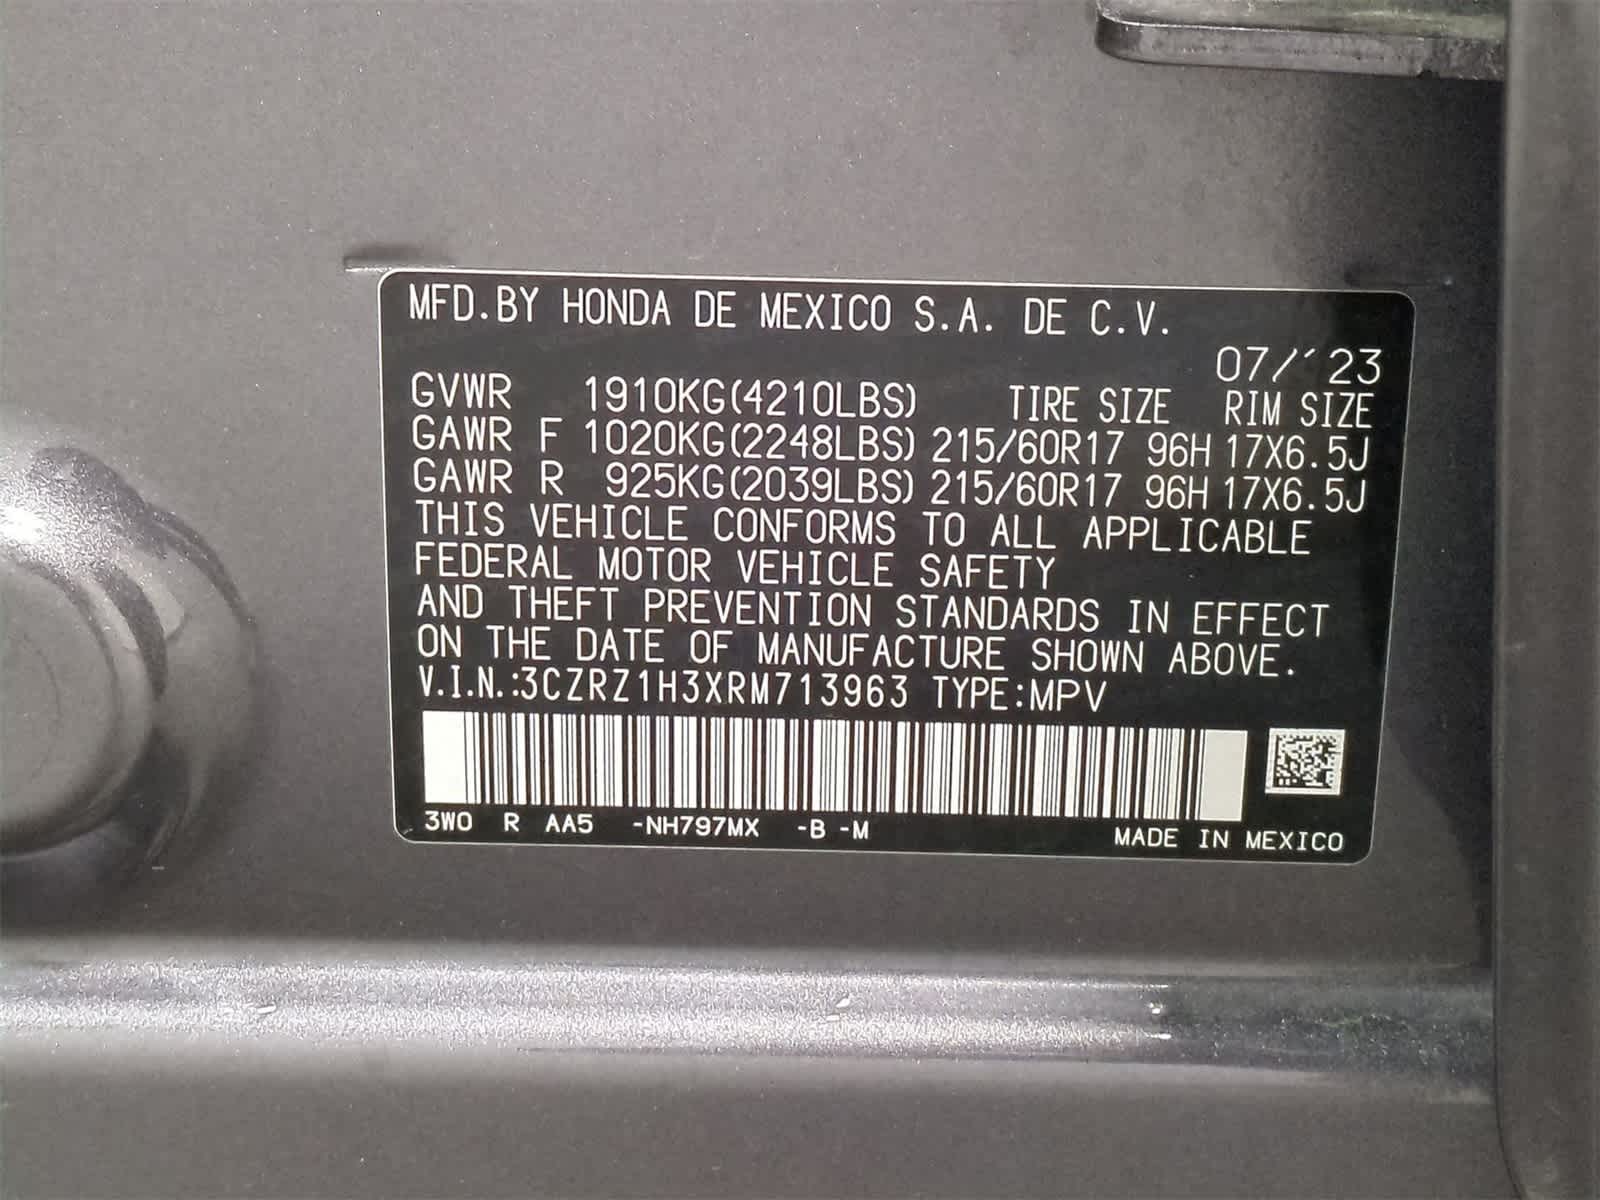 MFD.BY HONDA DE MEXICO S.A. DE C.V.
07/´23
GVWR 1910KG(4210LBS) TIRE SIZE RIM SIZE
GAWR F 1020KG(2248LBS) 215/60R17 96H 17X6.5J
GAWR R 925KG(2039LBS) 215/60R17 96H 17X6.5J
THIS VEHICLE CONFORMS TO ALL APPLICABLE
FEDERAL MOTOR VEHICLE SAFETY
AND THEFT PREVENTION STANDARDS IN EFFECT
ON THE DATE OF MANUFACTURE SHOWN ABOVE.
V.I.N.:3CZRZ1H3XRM713963 TYPE:MPV
3W0 R AA5 -NH797MX -B -M MADE IN MEXICO